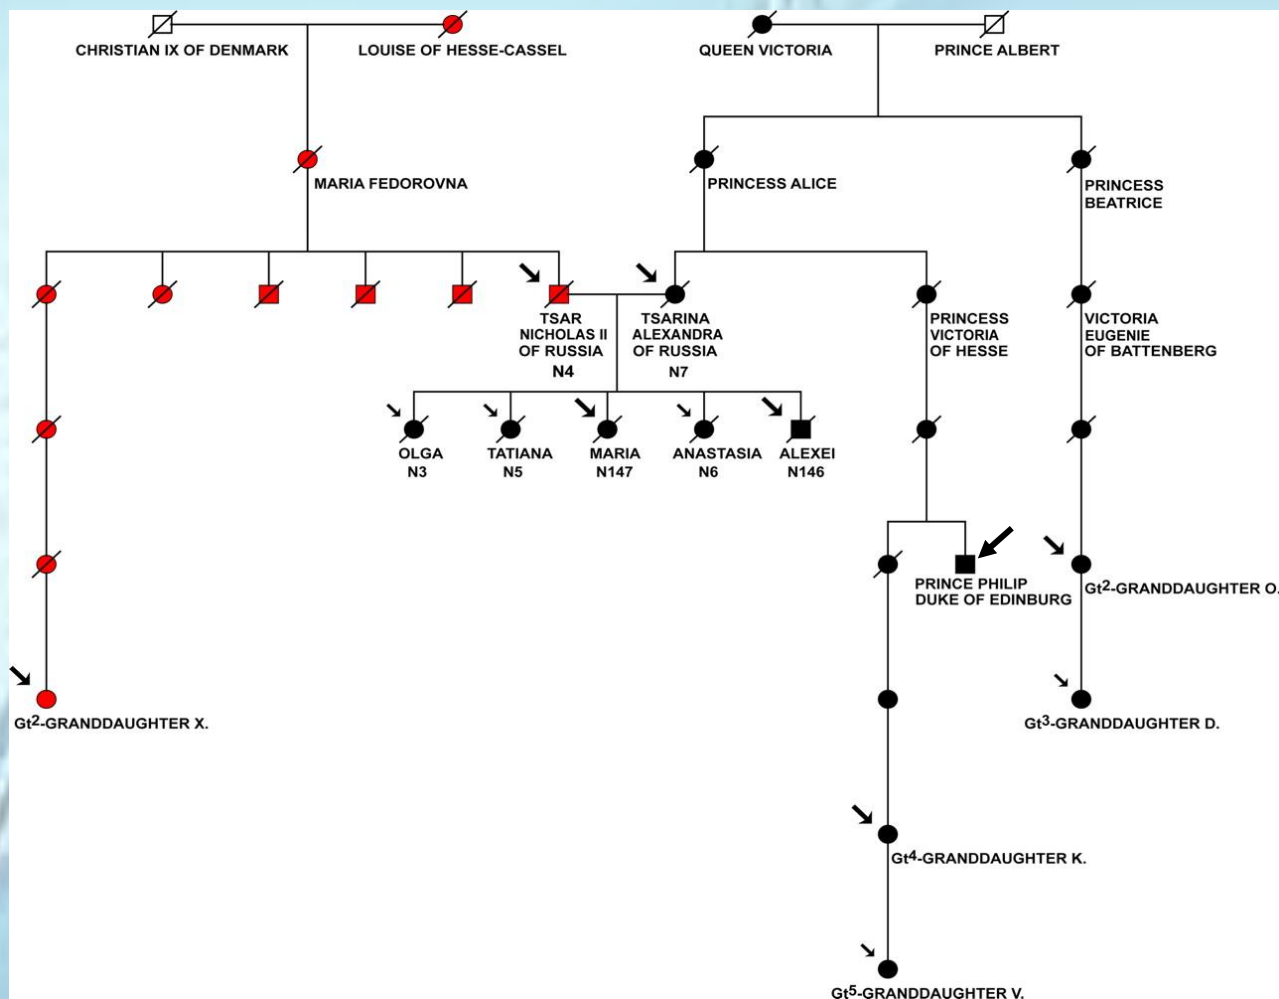 CHRISTIAN IX OF DENMARK
LOUISE OF HESSE-CASSEL
QUEEN VICTORIA
PRINCE ALBERT
MARIA FEDOROVNA
PRINCESS ALICE
PRINCESS
BEATRICE
TSAR
NICHOLAS II
OF RUSSIA
N4
TSARINA
ALEXANDRA
OF RUSSIA
N7
PRINCESS
VICTORIA
OF HESSE
VICTORIA
EUGENIE
OF BATTENBERG
OLGA
N3
TATIANA
N5
MARIA
N147
ANASTASIA
N6
ALEXEI
N146
PRINCE PHILIP
DUKE OF EDINBURG
Gt2-GRANDDAUGHTER O.
Gt2-GRANDDAUGHTER X.
Gt3-GRANDDAUGHTER D.
Gt4-GRANDDAUGHTER K.
Gt5-GRANDDAUGHTER V.